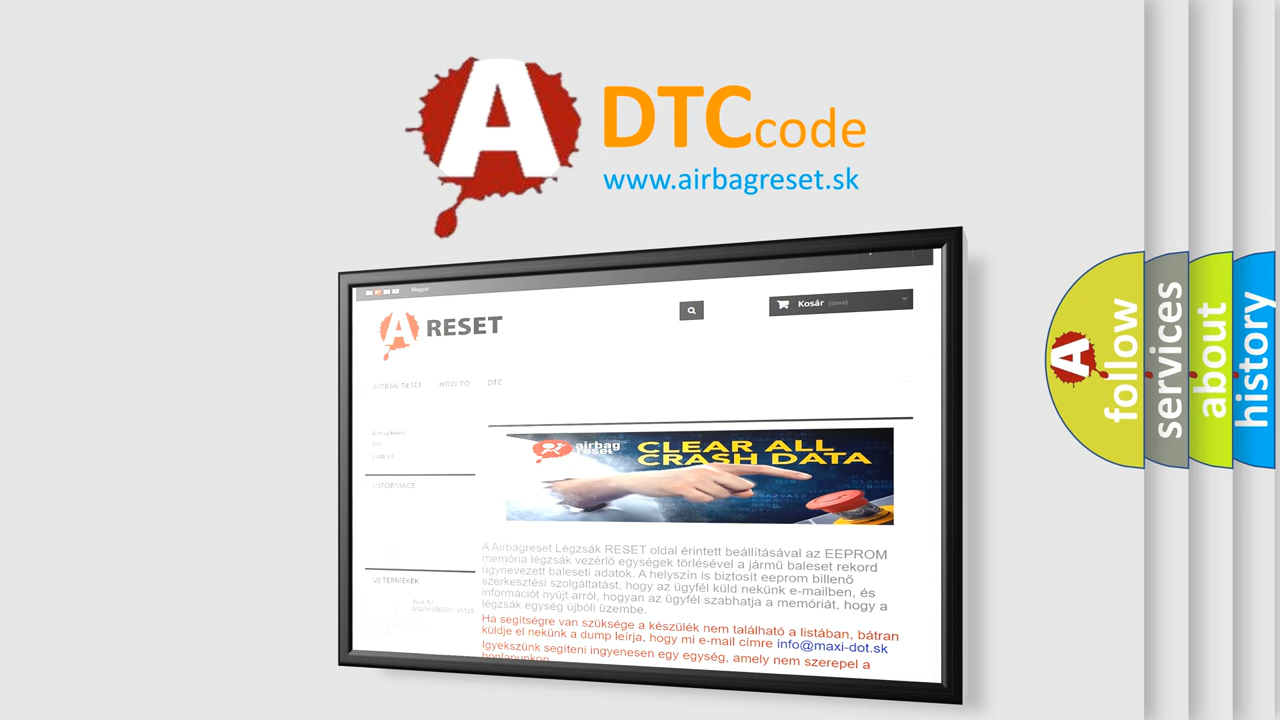 A DTC code
www.airbagreset.sk
Magyar
A RESET
Kosár (üres)
AIRBAG RESET HOW TO DTC
INFORMACE
airbag
reset
CLEAR ALL
CRASH DATA
A Airbagreset Légzsák RESET oldal érintett beállításával az EEPROM
memória légzsák vezérlő egységek törlésével a jármű baleset rekord
úgynevezett baleseti adatok. A helyszín is biztosít eeprom billenő
szerkesztési szolgáltatást, hogy az ügyfél küld nekünk e-mailben, és
információt nyújt arról, hogyan az ügyfél szabhatja a memóriát, hogy a
légzsák egység újbóli üzembe.
Ha segítségre van szüksége a készülék nem található a listában, bátran
küldje el nekünk a dump leírja, hogy mi e-mail címre info@maxi-dot.sk
Igyekszünk segíteni ingyenesen egy egység, amely nem szerepel a
honlapunkon
ÚJ TERMÉKEK
A
follow
services
about
history